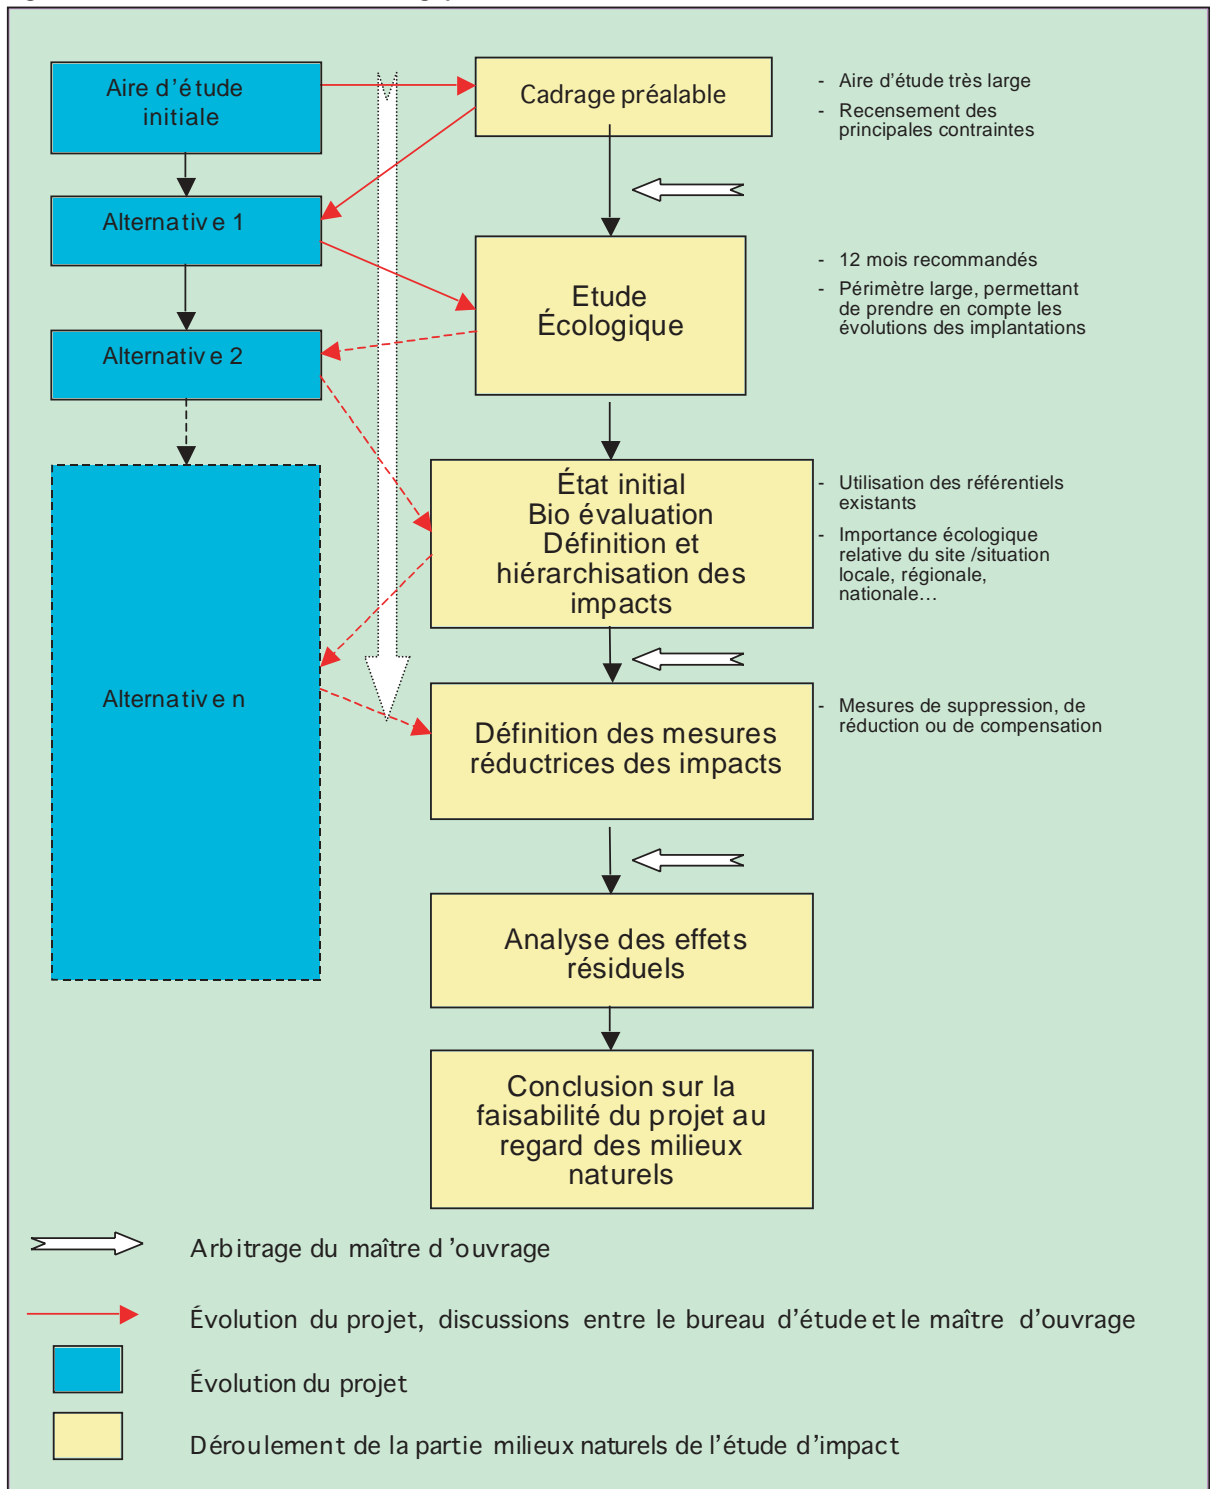 Aire d'étude
initiale
Cadrage préalable
- Aire d'étude très large
- Recensement des
principales contraintes
Alternative 1
Etude
Écologique
- 12 mois recommandés
- Périmètre large, permettant
de prendre en compte les
évolutions des implantations
Alternative 2
État initial
Bio évaluation
Définition et
hiérarchisation des
impacts
- Utilisation des référentiels
existants
- Importance écologique
relative du site /situation
locale, régionale,
nationale…
Alternative n
Définition des mesures
réductrices des impacts
- Mesures de suppression, de
réduction ou de compensation
Analyse des effets
résiduels
Conclusion sur la
faisabilité du projet au
regard des milieux
naturels
Arbitrage du maître d'ouvrage
Évolution du projet, discussions entre le bureau d'étude et le maître d'ouvrage
Évolution du projet
Déroulement de la partie milieux naturels de l'étude d'impact